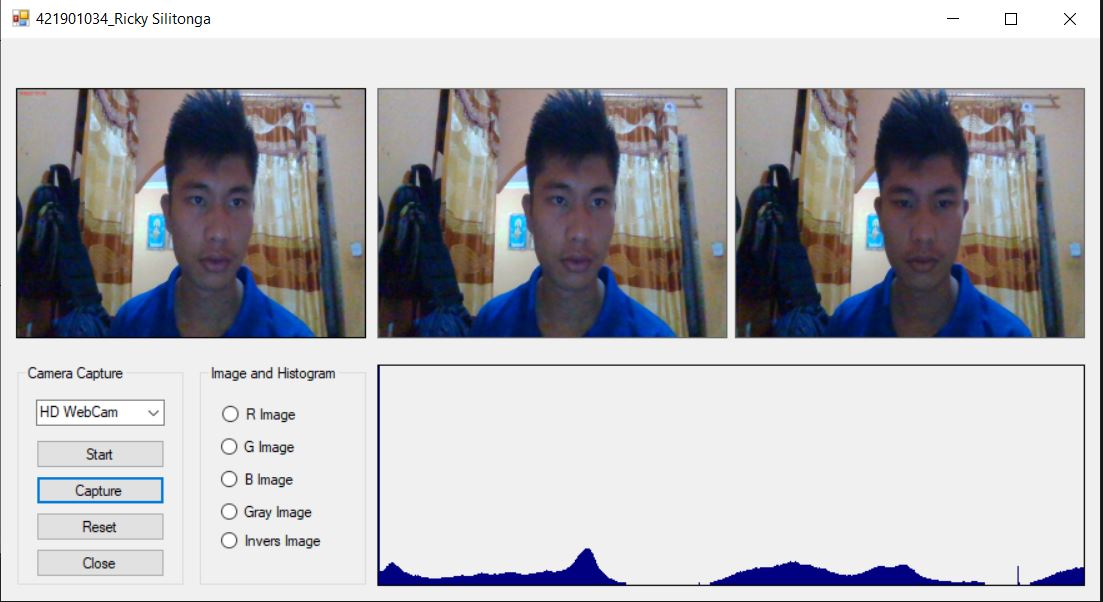 421901034_Ricky Silitonga
Camera Capture
HD WebCam
Start
Capture
Reset
Close
Image and Histogram
R Image
G Image
B Image
Gray Image
Invers Image